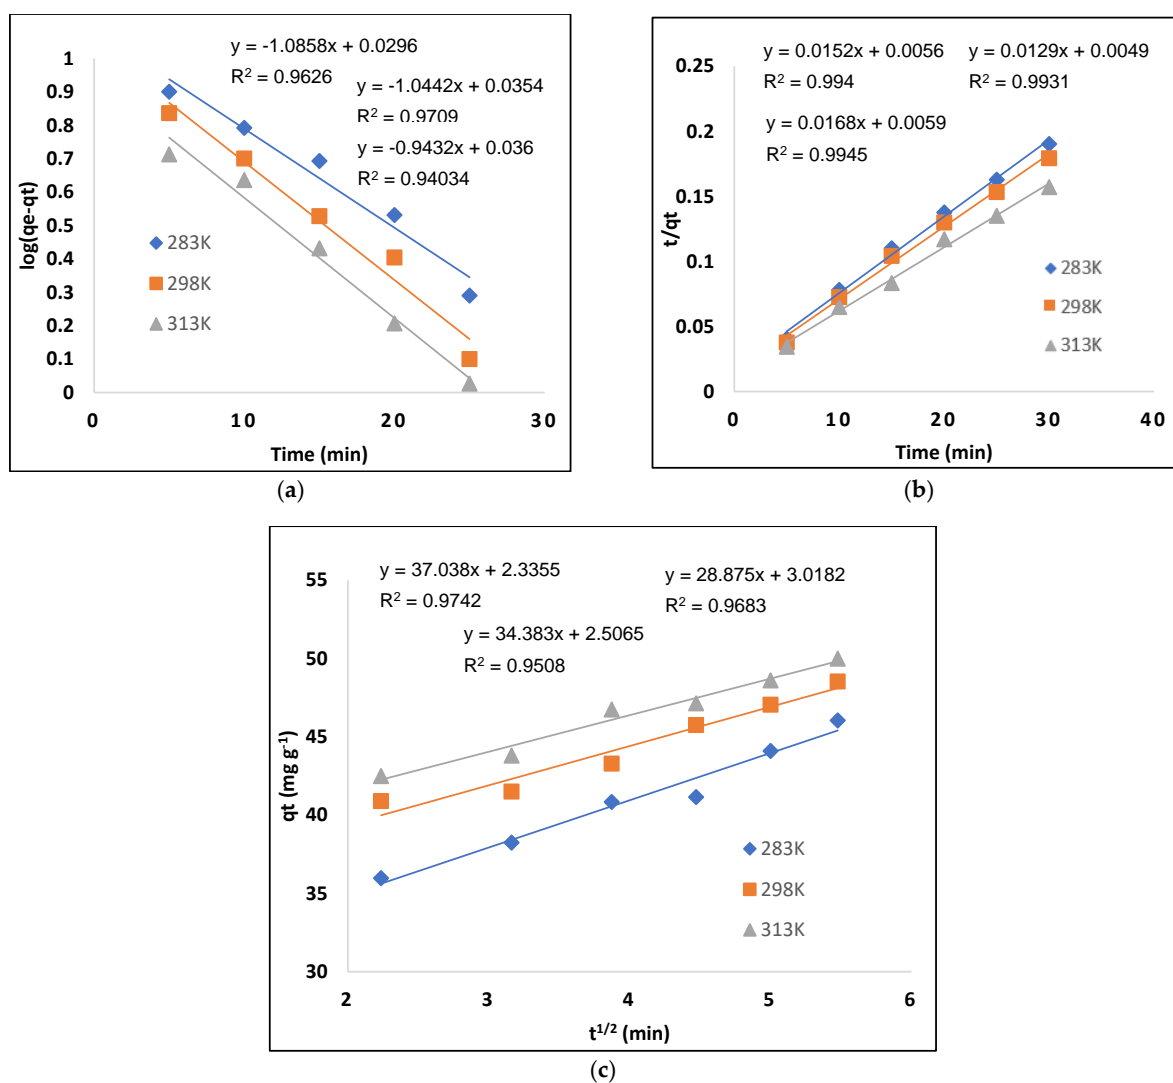 (a)
y = -1.0858x + 0.0296
R² = 0.9626
y = -1.0442x + 0.0354
R² = 0.9709
y = -0.9432x + 0.036
R² = 0.94034
1
0.9
0.8
0.7
0.6
0.5
0.4
0.3
0.2
0.1
0
log(qe-qt)
283K
298K
313K
0 10 20 30
Time (min)
(a)
(b)
y = 0.0152x + 0.0056
R² = 0.994
y = 0.0129x + 0.0049
R² = 0.9931
y = 0.0168x + 0.0059
R² = 0.9945
0.25
0.2
0.15
0.1
0.05
0
t/qt
283K
298K
313K
0 10 20 30 40
Time (min)
(b)
y = 37.038x + 2.3355
R² = 0.9742
y = 28.875x + 3.0182
R² = 0.9683
y = 34.383x + 2.5065
R² = 0.9508
55
50
45
40
35
30
qt (mg g⁻¹)
283K
298K
313K
2 3 4 5 6
t¹/² (min)
(c)